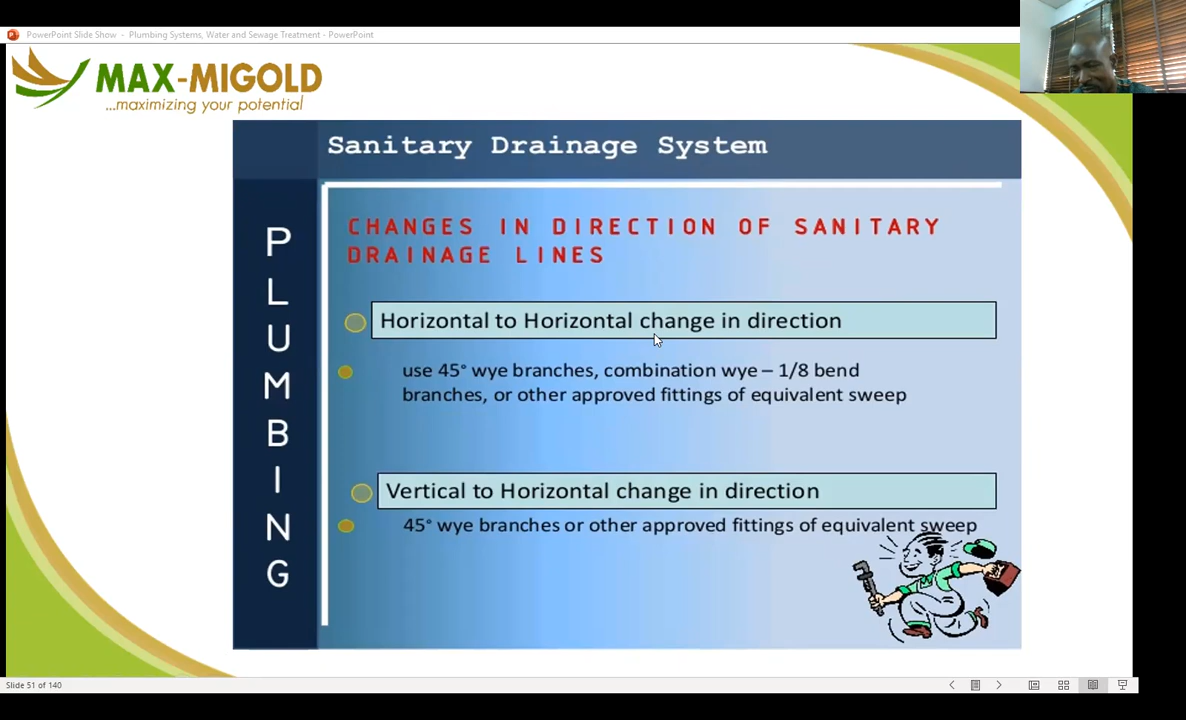 PowerPoint Slide Show - Plumbing Systems, Water and Sewage Treatment - PowerPoint
MAX-MIGOLD
...maximizing your potential
Sanitary Drainage System
PLUMBING
CHANGES IN DIRECTION OF SANITARY
DRAINAGE LINES
Horizontal to Horizontal change in direction
use 45° wye branches, combination wye – 1/8 bend
branches, or other approved fittings of equivalent sweep
Vertical to Horizontal change in direction
45° wye branches or other approved fittings of equivalent sweep
Slide 51 of 140